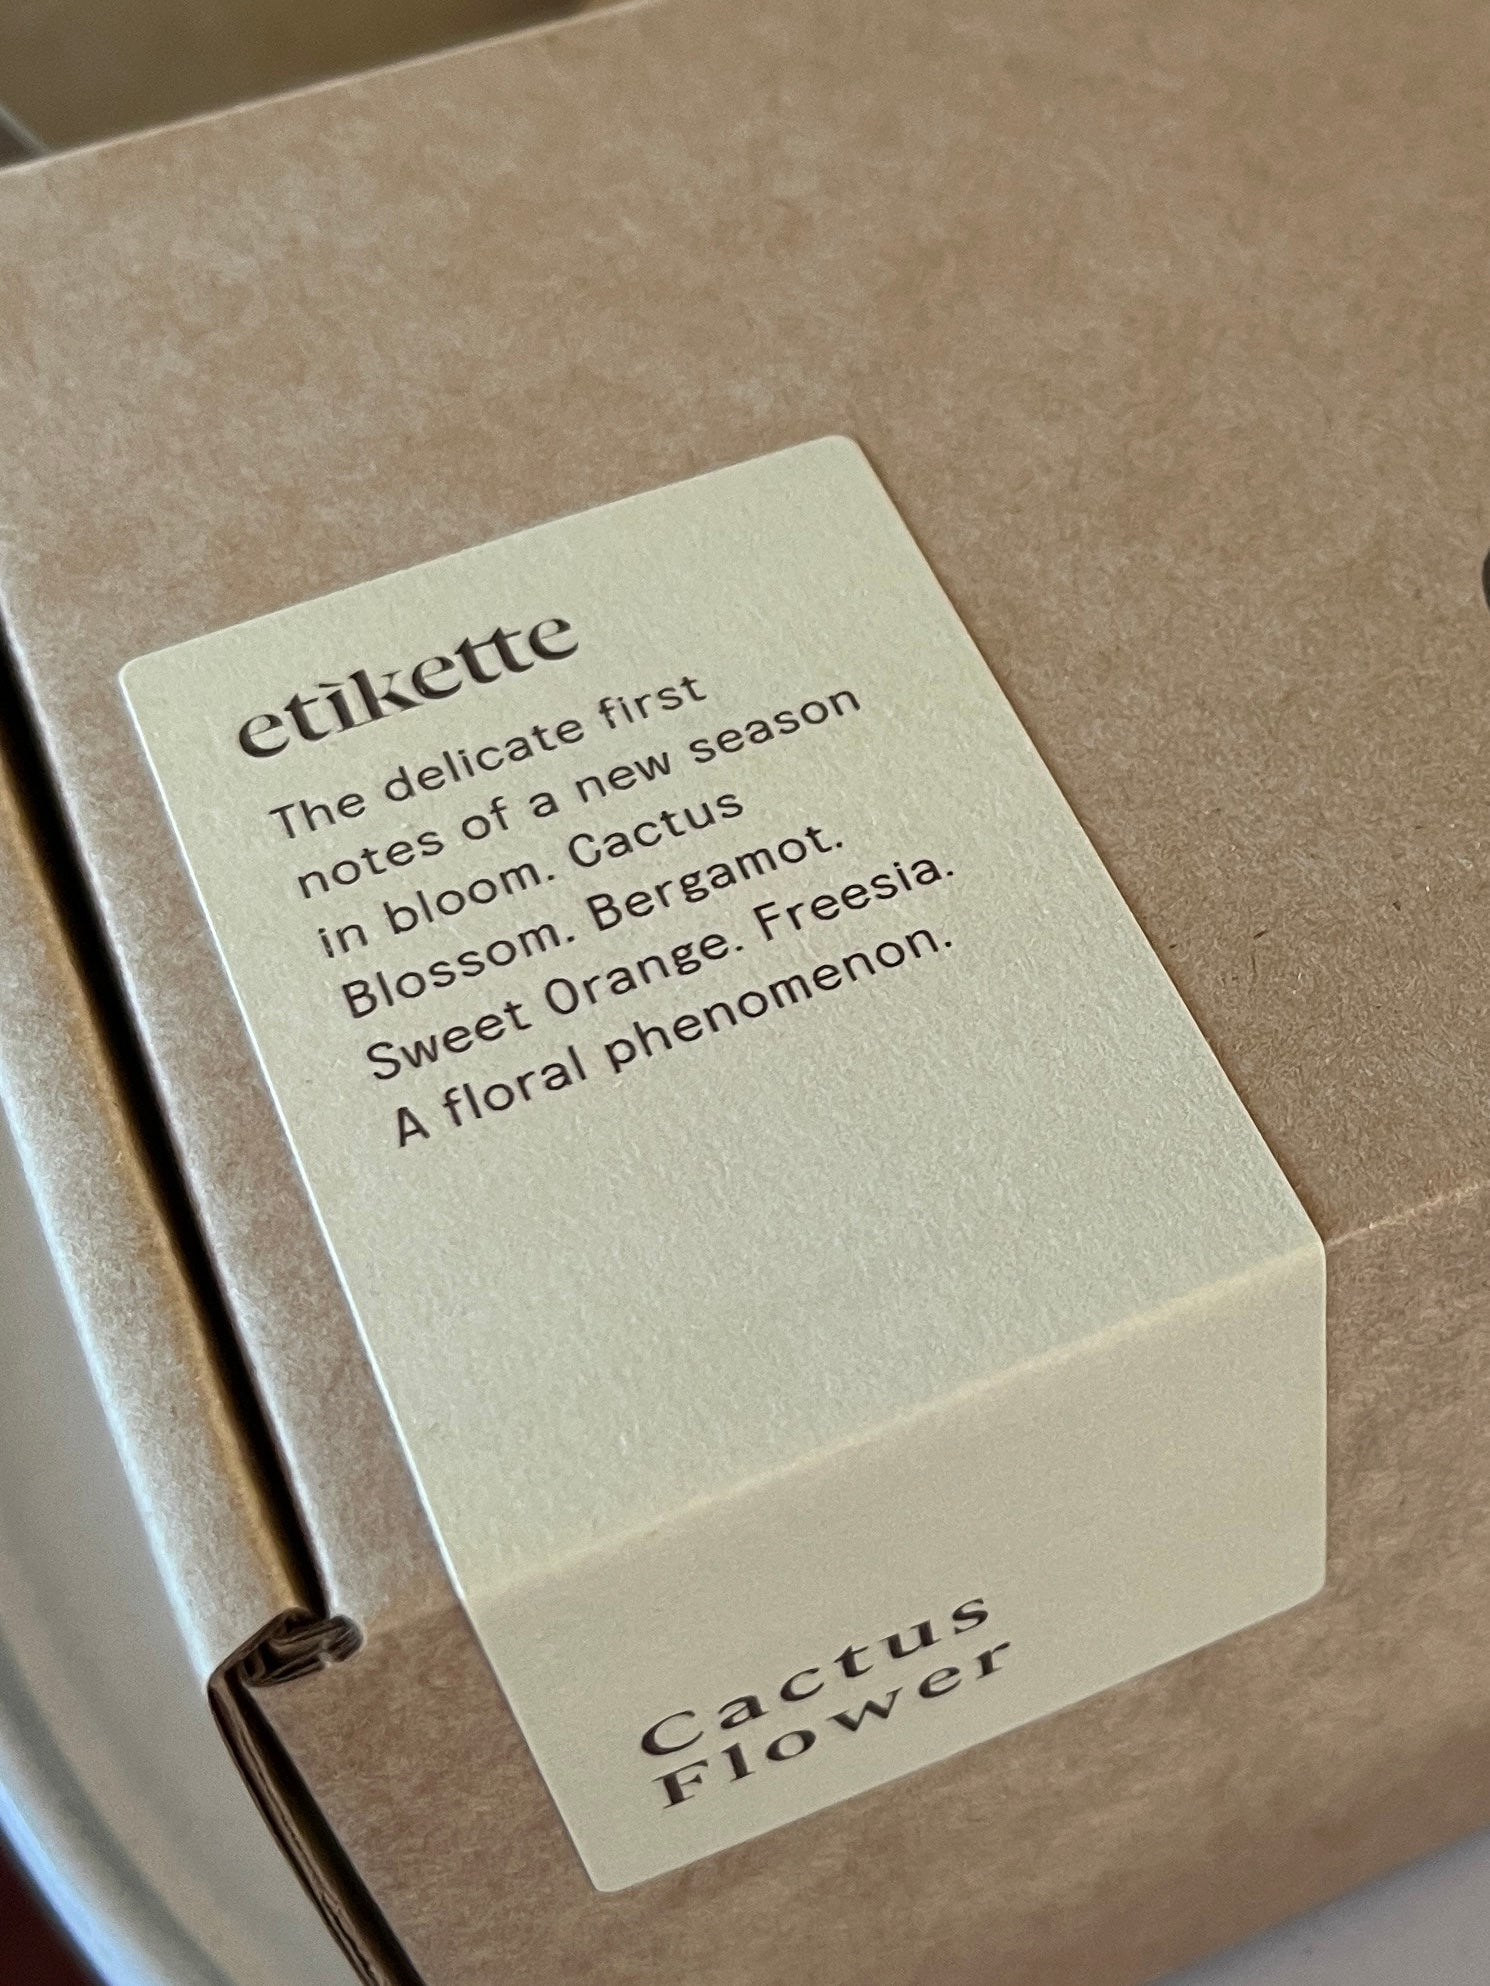 etikette
The delicate first
notes of a new season
in bloom. Cactus
Blossom. Bergamot.
Sweet Orange. Freesia.
A floral phenomenon.
Cactus
Flower